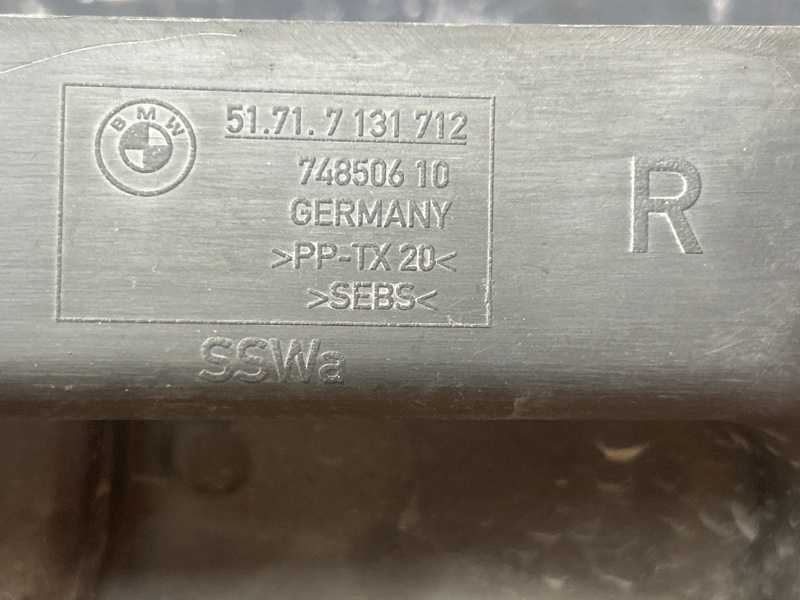 BMW
51.71.7 131 712
748506 10
GERMANY
>PP-TX 20<
>SEBS<
R
SSWa